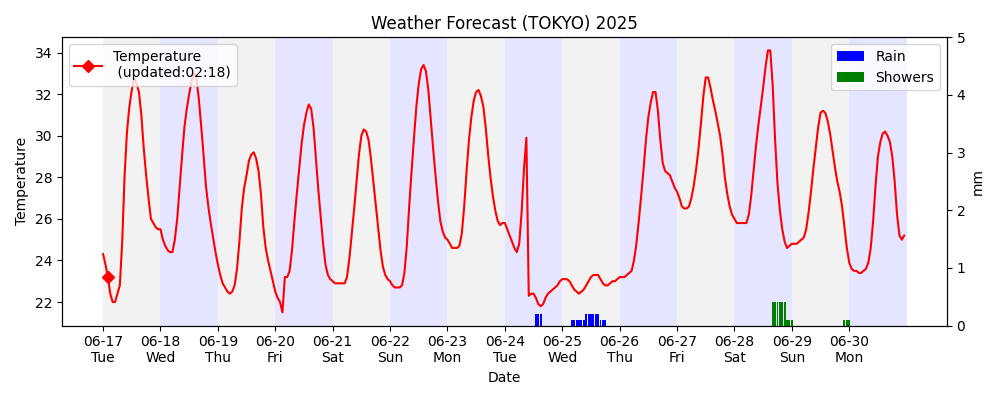 Weather Forecast (TOKYO) 2025
Temperature
(updated:02:18)
Rain
Showers
Temperature
34
32
30
28
26
24
22
5
4
3
2
1
0
mm
06-17 06-18 06-19 06-20 06-21 06-22 06-23 06-24 06-25 06-26 06-27 06-28 06-29 06-30
Tue Wed Thu Fri Sat Sun Mon Tue Wed Thu Fri Sat Sun Mon
Date